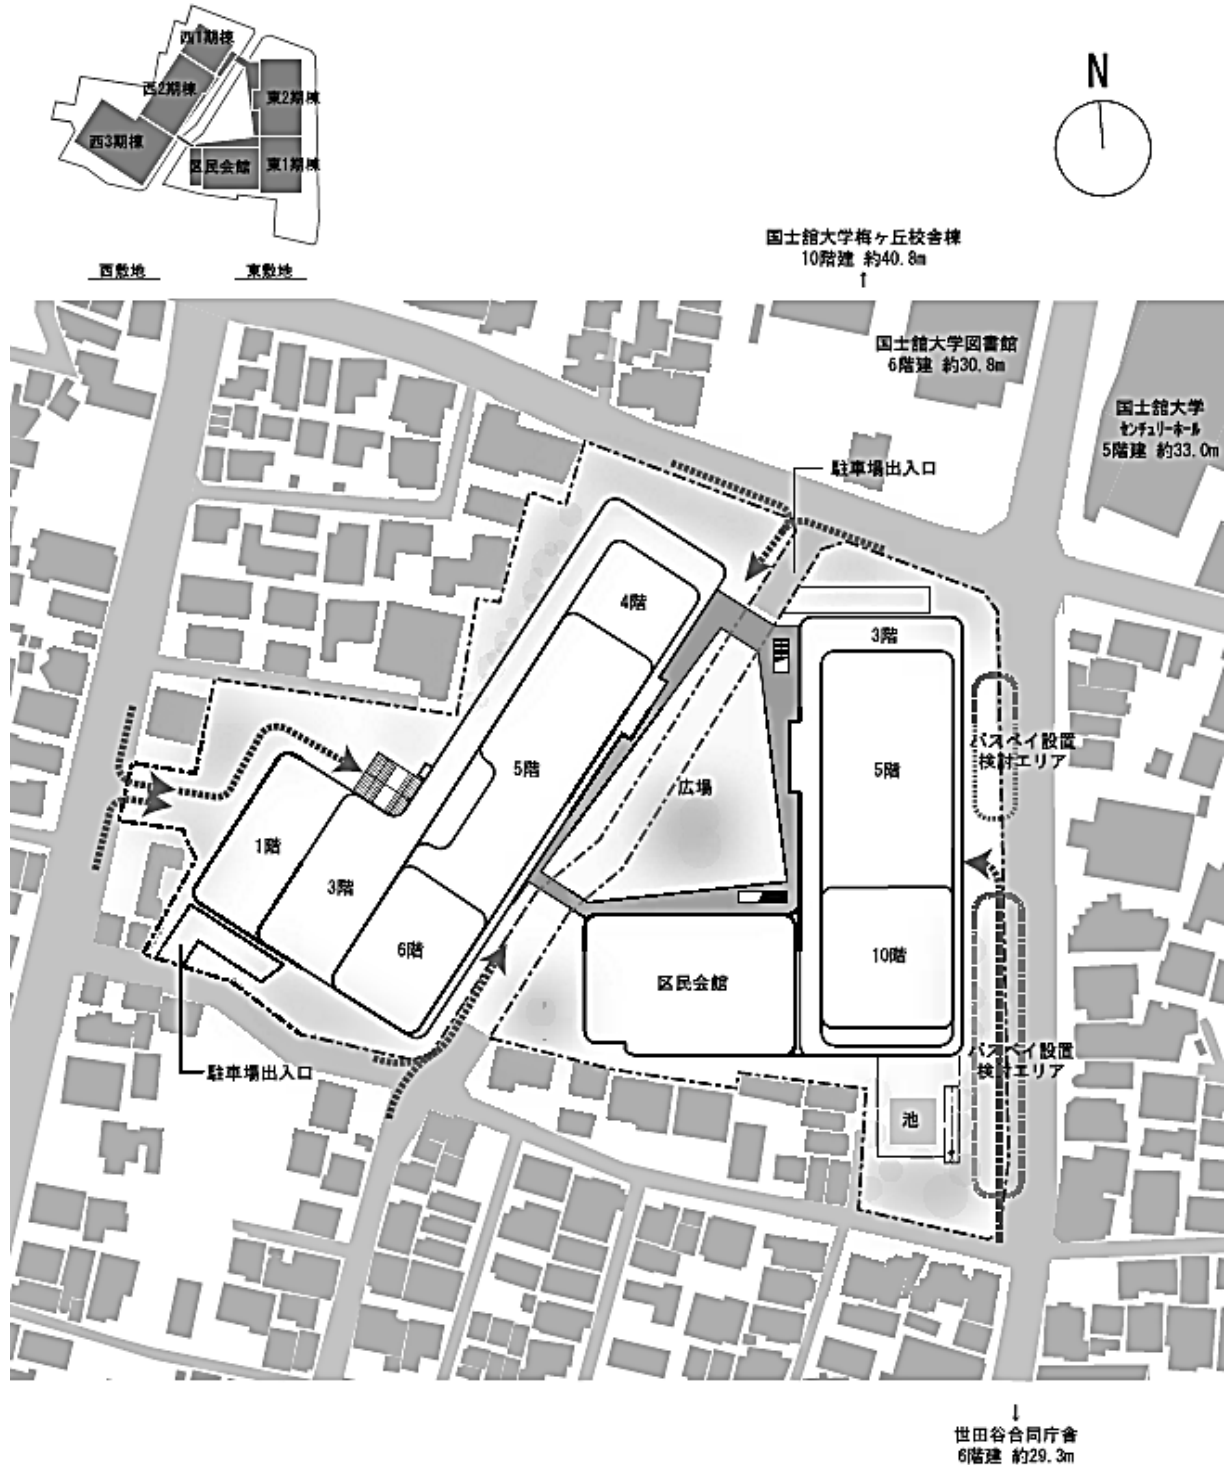 西1期棟
西2期棟
東2期棟
西3期棟
区民会館
東1期棟
西敷地
東敷地
N
国士舘大学梅ヶ丘校舎棟
10階建 約40.8m
↑
国士舘大学図書館
6階建 約30.8m
国士舘大学
センチュリーホール
5階建 約33.0m
駐車場出入口
4階
3階
バスベイ設置
検討エリア
5階
5階
広場
1階
3階
6階
10階
区民会館
バスベイ設置
検討エリア
駐車場出入口
池
↓
世田谷合同庁舎
6階建 約29.3m